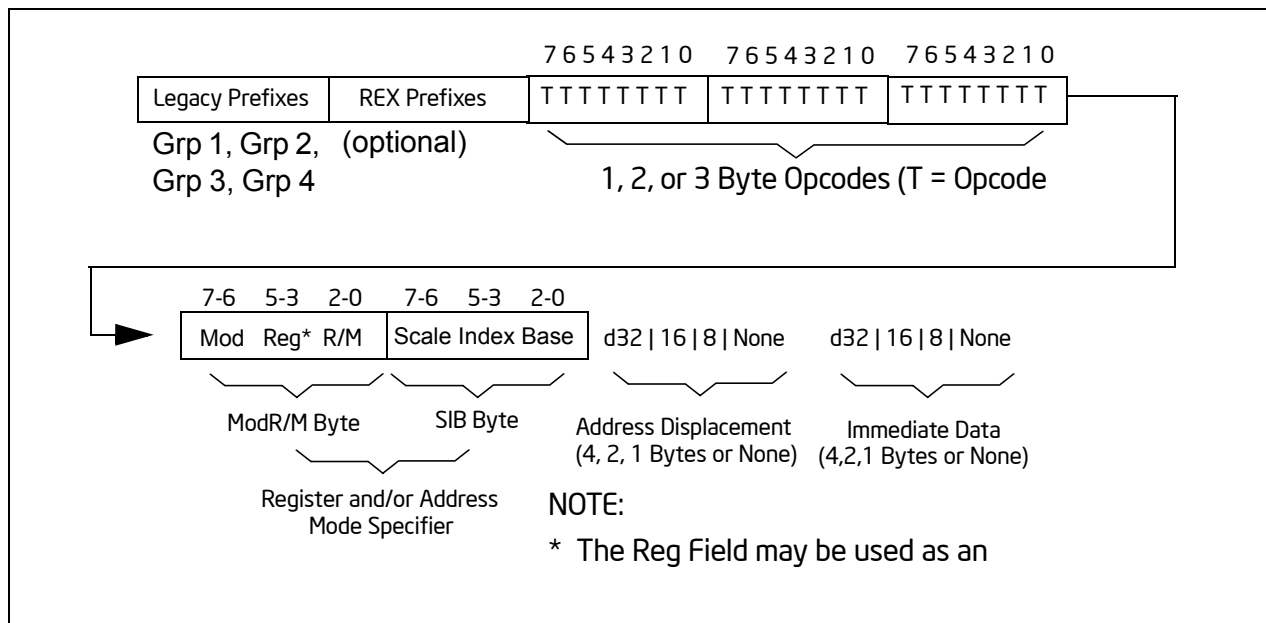 7 6 5 4 3 2 1 0 7 6 5 4 3 2 1 0 7 6 5 4 3 2 1 0
Legacy Prefixes REX Prefixes T T T T T T T T T T T T T T T T T T T T T T T T
Grp 1, Grp 2, (optional)
Grp 3, Grp 4
1, 2, or 3 Byte Opcodes (T = Opcode
7-6 5-3 2-0 7-6 5-3 2-0
Mod Reg* R/M Scale Index Base d32 | 16 | 8 | None d32 | 16 | 8 | None
ModR/M Byte SIB Byte Address Displacement Immediate Data
(4, 2, 1 Bytes or None) (4,2,1 Bytes or None)
Register and/or Address
Mode Specifier
NOTE:
* The Reg Field may be used as an